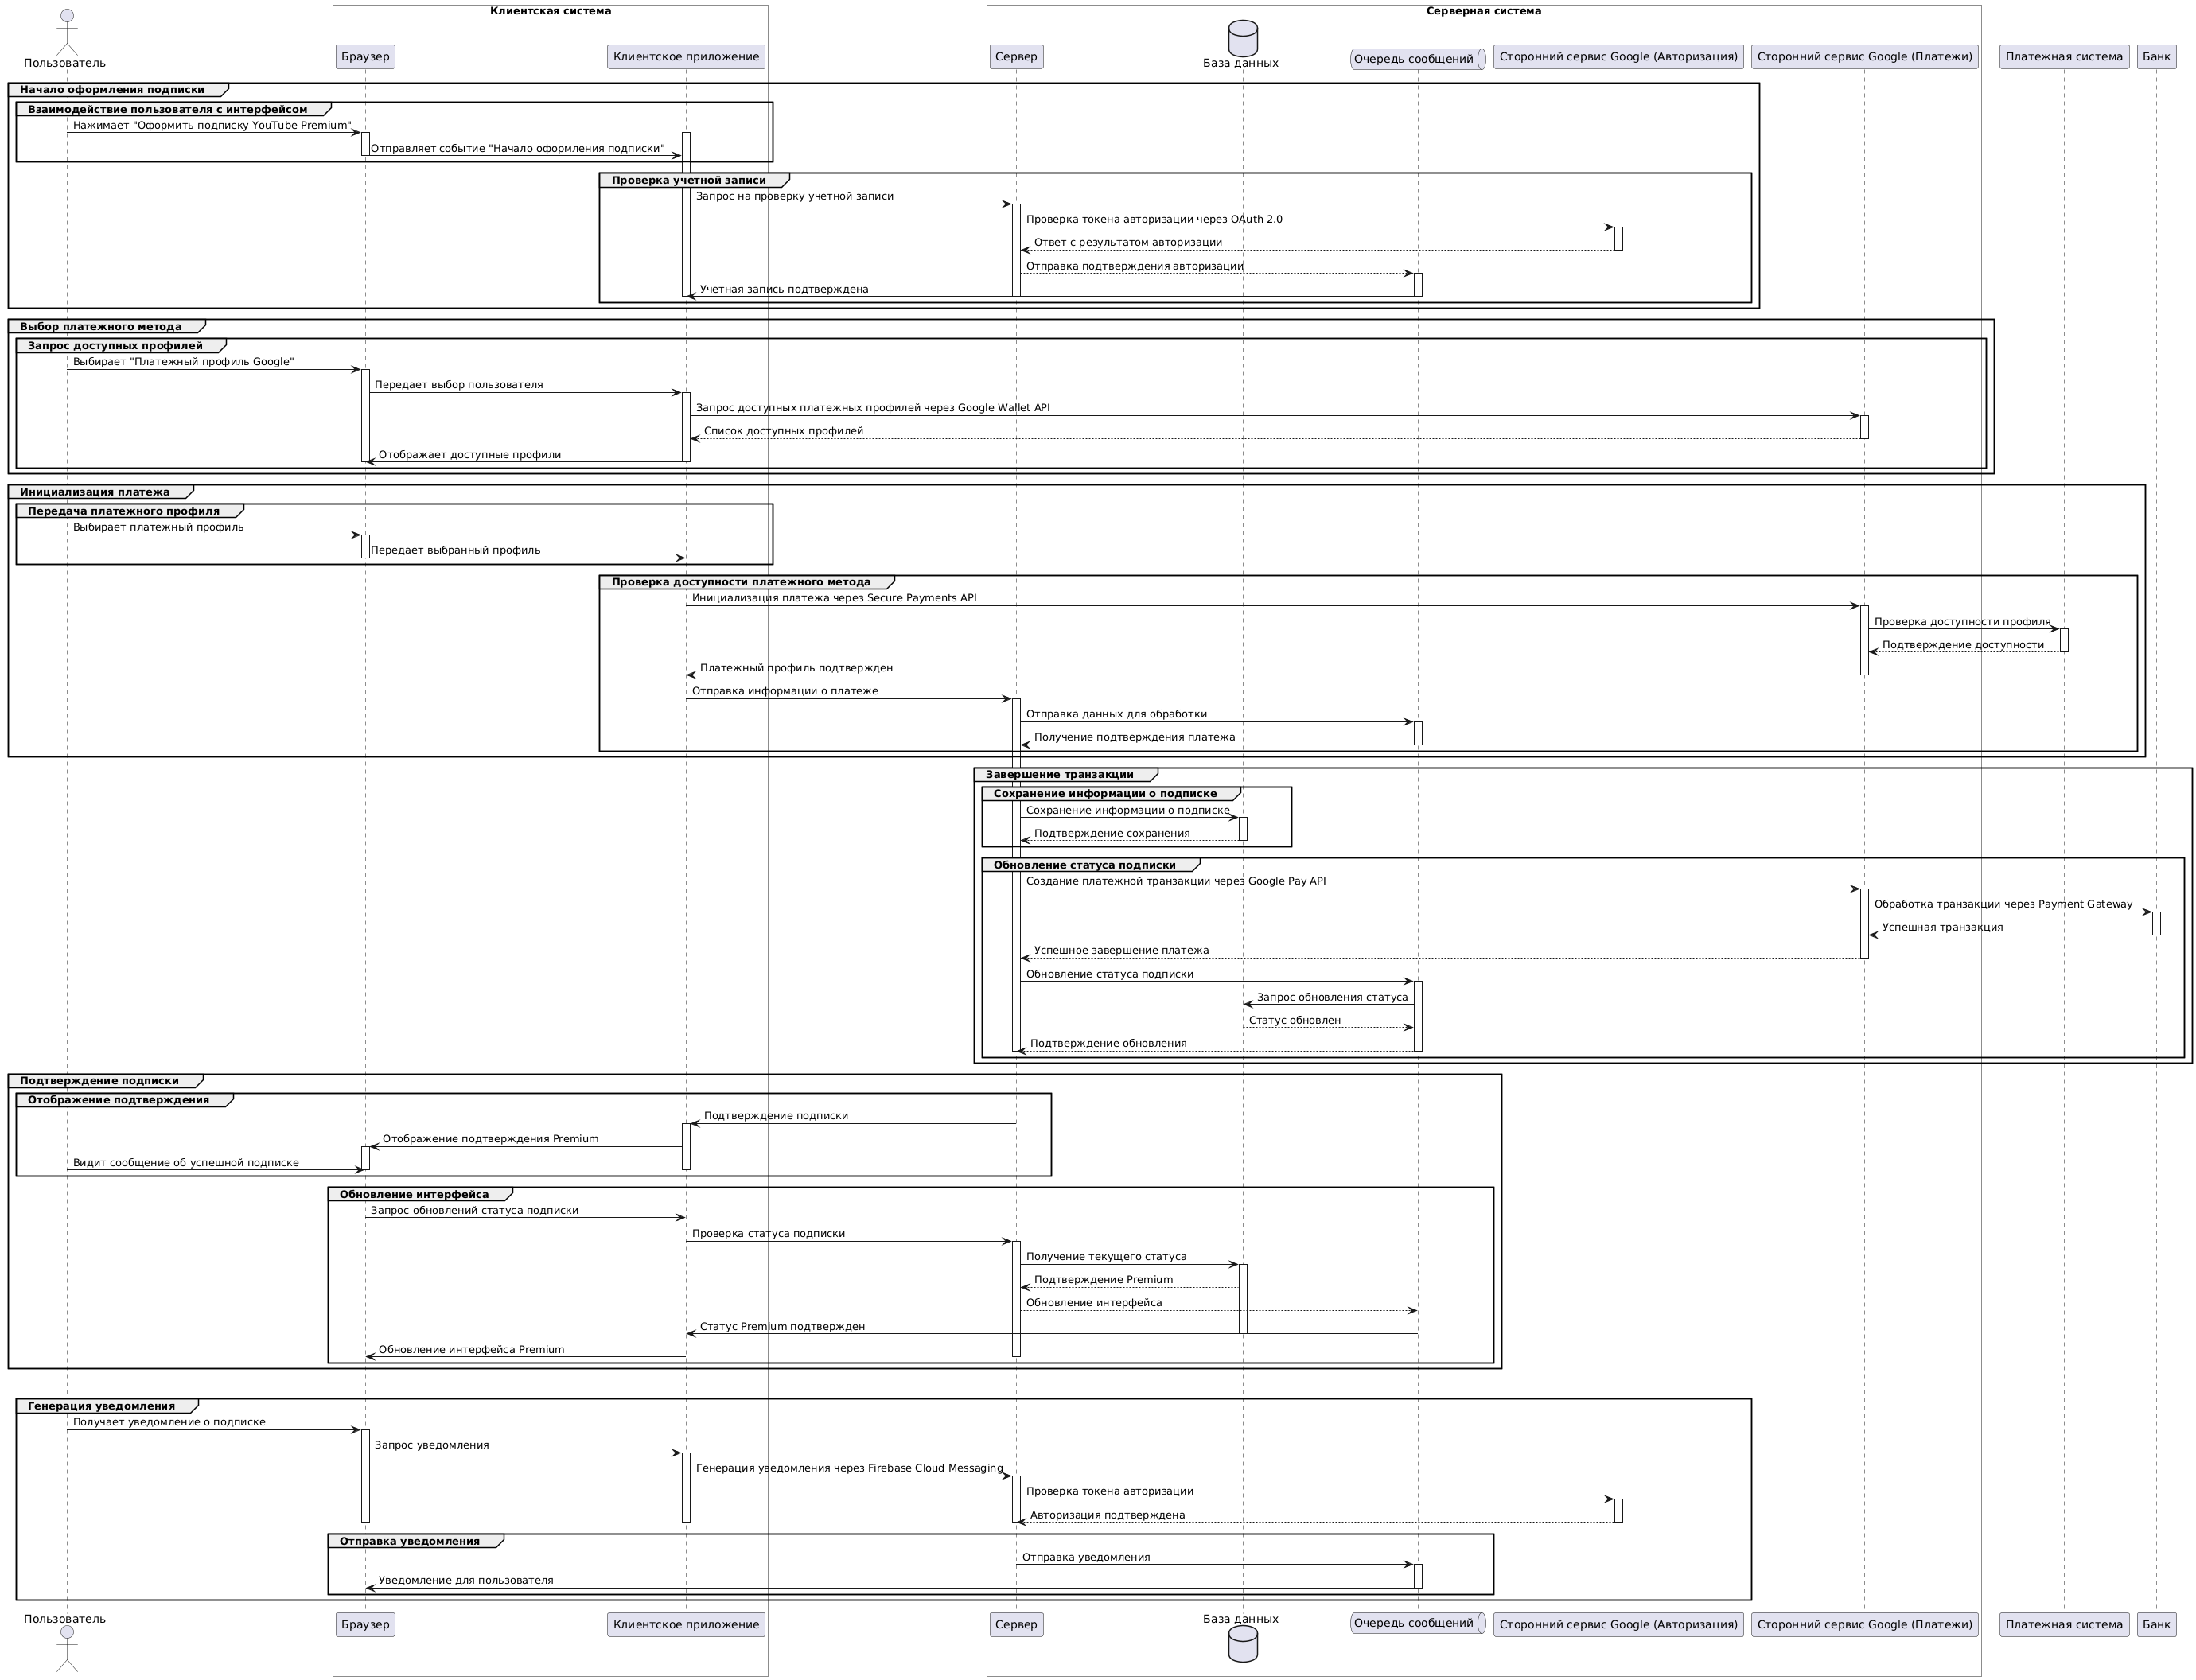 Клиентская система
Серверная система
Пользователь
Браузер
Клиентское приложение
Сервер
База данных
Очередь сообщений
Сторонний сервис Google (Авторизация)
Сторонний сервис Google (Платежи)
Платежная система
Банк
Начало оформления подписки
Взаимодействие пользователя с интерфейсом
Нажимает "Оформить подписку YouTube Premium"
Отправляет событие "Начало оформления подписки"
Проверка учетной записи
Запрос на проверку учетной записи
Проверка токена авторизации через OAuth 2.0
Ответ с результатом авторизации
Отправка подтверждения авторизации
Учетная запись подтверждена
Выбор платежного метода
Запрос доступных профилей
Выбирает "Платежный профиль Google"
Передает выбор пользователя
Запрос доступных платежных профилей через Google Wallet API
Список доступных профилей
Отображает доступные профили
Инициализация платежа
Передача платежного профиля
Выбирает платежный профиль
Передает выбранный профиль
Проверка доступности платежного метода
Инициализация платежа через Secure Payments API
Проверка доступности профиля
Подтверждение доступности
Платежный профиль подтвержден
Отправка информации о платеже
Отправка данных для обработки
Получение подтверждения платежа
Завершение транзакции
Сохранение информации о подписке
Сохранение информации о подписке
Подтверждение сохранения
Обновление статуса подписки
Создание платежной транзакции через Google Pay API
Обработка транзакции через Payment Gateway
Успешная транзакция
Успешное завершение платежа
Обновление статуса подписки
Запрос обновления статуса
Статус обновлен
Подтверждение обновления
Подтверждение подписки
Отображение подтверждения
Подтверждение подписки
Отображение подтверждения Premium
Видит сообщение об успешной подписке
Обновление интерфейса
Запрос обновлений статуса подписки
Проверка статуса подписки
Получение текущего статуса
Подтверждение Premium
Обновление интерфейса
Статус Premium подтвержден
Обновление интерфейса Premium
Генерация уведомления
Получает уведомление о подписке
Запрос уведомления
Генерация уведомления через Firebase Cloud Messaging
Проверка токена авторизации
Авторизация подтверждена
Отправка уведомления
Отправка уведомления
Уведомление для пользователя
Пользователь
Браузер
Клиентское приложение
Сервер
База данных
Очередь сообщений
Сторонний сервис Google (Авторизация)
Сторонний сервис Google (Платежи)
Платежная система
Банк